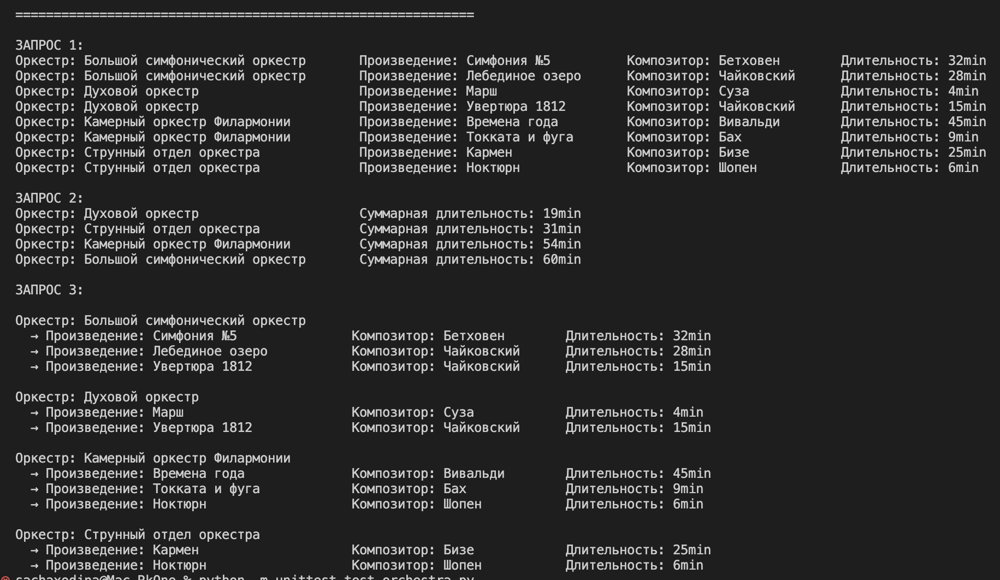 ============================================================
ЗАПРОС 1:
Оркестр: Большой симфонический оркестр       Произведение: Симфония №5          Композитор: Бетховен        Длительность: 32min
Оркестр: Большой симфонический оркестр       Произведение: Лебединое озеро      Композитор: Чайковский      Длительность: 28min
Оркестр: Духовой оркестр                     Произведение: Марш                 Композитор: Суза            Длительность: 4min
Оркестр: Духовой оркестр                     Произведение: Увертюра 1812        Композитор: Чайковский      Длительность: 15min
Оркестр: Камерный оркестр Филармонии         Произведение: Времена года         Композитор: Вивальди        Длительность: 45min
Оркестр: Камерный оркестр Филармонии         Произведение: Токката и фуга       Композитор: Бах             Длительность: 9min
Оркестр: Струнный отдел оркестра             Произведение: Кармен               Композитор: Бизе            Длительность: 25min
Оркестр: Струнный отдел оркестра             Произведение: Ноктюрн              Композитор: Шопен           Длительность: 6min
ЗАПРОС 2:
Оркестр: Духовой оркестр                     Суммарная длительность: 19min
Оркестр: Струнный отдел оркестра             Суммарная длительность: 31min
Оркестр: Камерный оркестр Филармонии         Суммарная длительность: 54min
Оркестр: Большой симфонический оркестр       Суммарная длительность: 60min
ЗАПРОС 3:
Оркестр: Большой симфонический оркестр
→ Произведение: Симфония №5               Композитор: Бетховен        Длительность: 32min
→ Произведение: Лебединое озеро           Композитор: Чайковский      Длительность: 28min
→ Произведение: Увертюра 1812             Композитор: Чайковский      Длительность: 15min
Оркестр: Духовой оркестр
→ Произведение: Марш                      Композитор: Суза            Длительность: 4min
→ Произведение: Увертюра 1812             Композитор: Чайковский      Длительность: 15min
Оркестр: Камерный оркестр Филармонии
→ Произведение: Времена года              Композитор: Вивальди        Длительность: 45min
→ Произведение: Токката и фуга            Композитор: Бах             Длительность: 9min
→ Произведение: Ноктюрн                   Композитор: Шопен           Длительность: 6min
Оркестр: Струнный отдел оркестра
→ Произведение: Кармен                    Композитор: Бизе            Длительность: 25min
→ Произведение: Ноктюрн                   Композитор: Шопен           Длительность: 6min
% python -m unittest